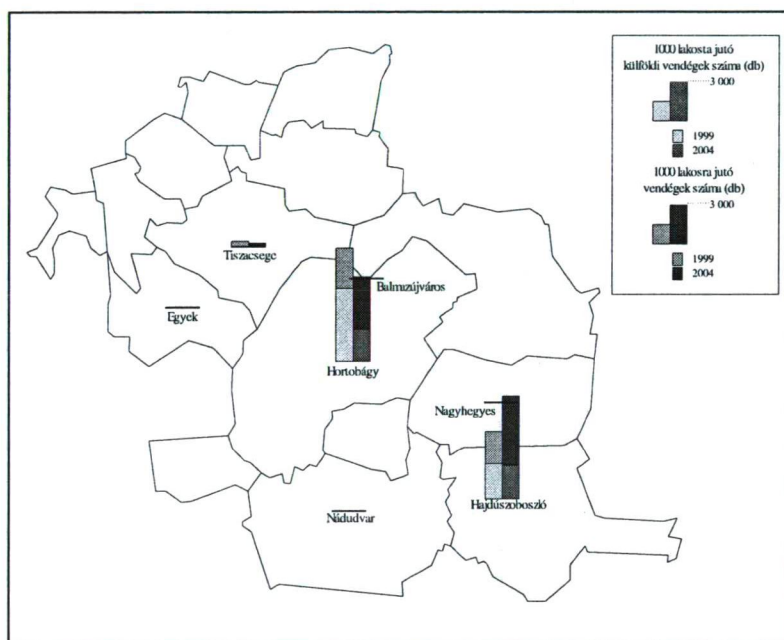 1000 lakosta jutó
külföldi vendégek száma (db)
3 000
1999
2004
1000 lakosra jutó
vendégek száma (db)
3 000
1999
2004
Tiszacsege
Balmazújváros
Egyek
Hortobágy
Nagyhegyes
Hajdúszoboszló
Nádudvar